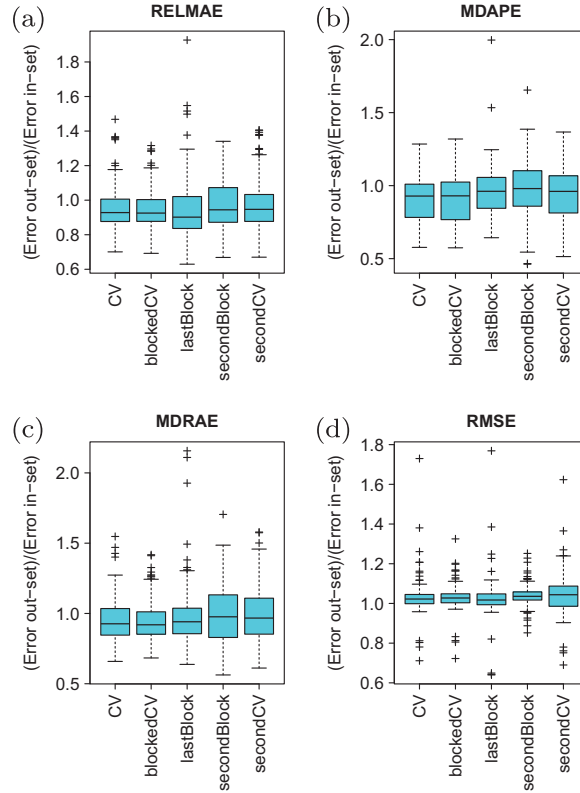 (a)
RELMAE
(Error out−set)/(Error in−set)
1.8
1.6
1.4
1.2
1.0
0.8
0.6
CV
blockedCV
lastBlock
secondBlock
secondCV
(b)
MDAPE
(Error out−set)/(Error in−set)
2.0
1.5
1.0
0.5
CV
blockedCV
lastBlock
secondBlock
secondCV
(c)
MDRAE
(Error out−set)/(Error in−set)
2.0
1.5
1.0
0.5
CV
blockedCV
lastBlock
secondBlock
secondCV
(d)
RMSE
(Error out−set)/(Error in−set)
1.8
1.6
1.4
1.2
1.0
0.8
0.6
CV
blockedCV
lastBlock
secondBlock
secondCV